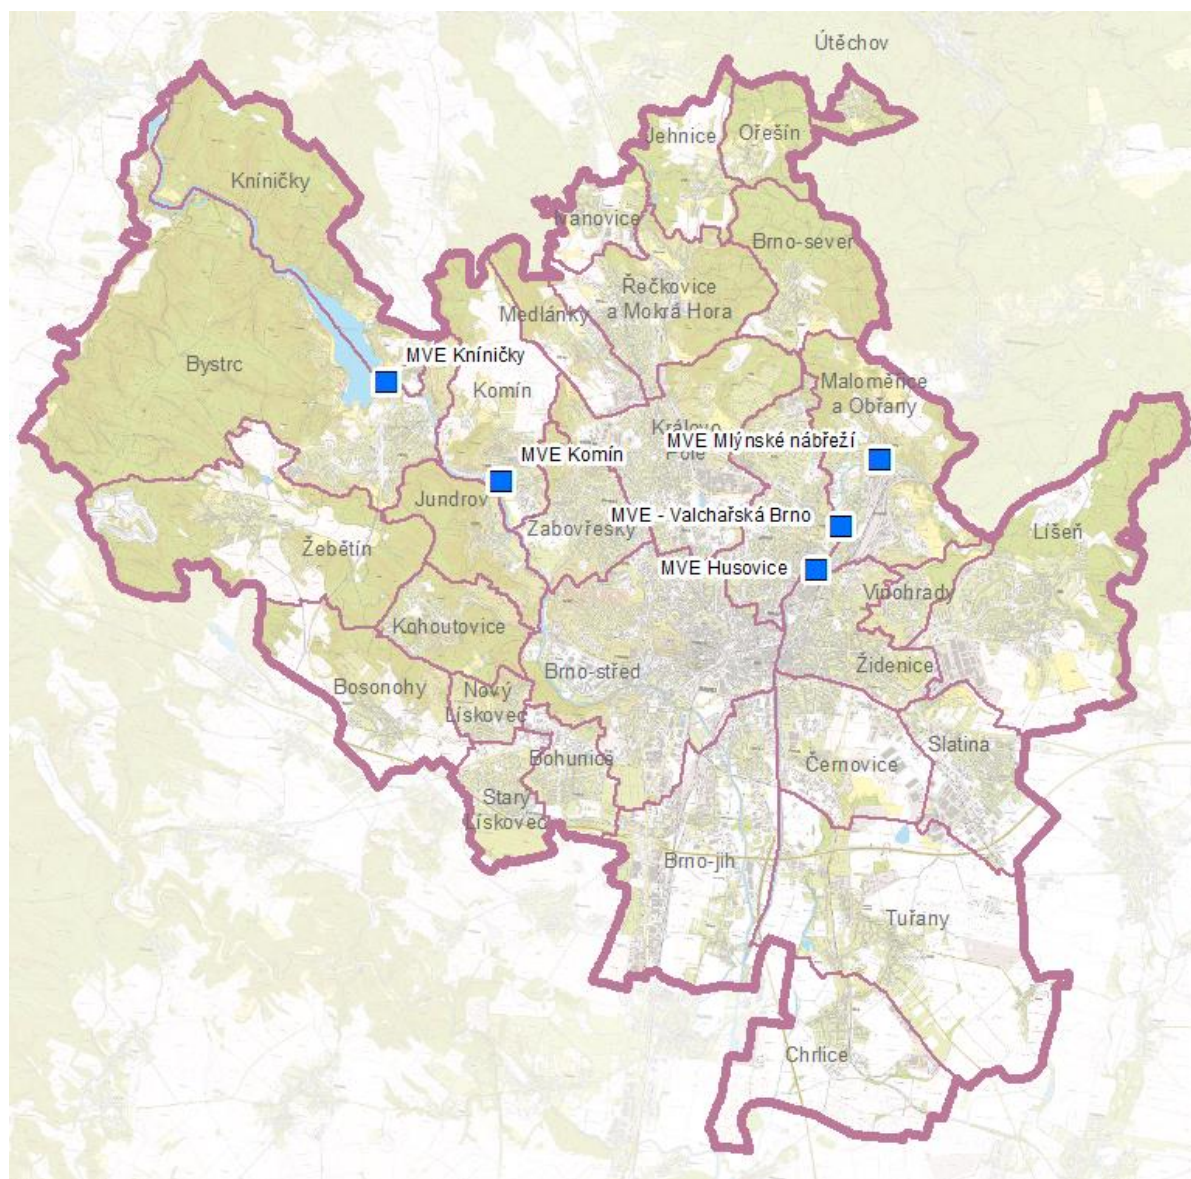 Útěchov
Jehnice
Ořešín
Kníničky
Ivanovice
Brno-sever
Řečkovice
a Mokrá Hora
Medlánky
MVE Kníničky
Bystrc
Komín
Maloměřice
a Obřany
Královo
Pole
MVE Mlýnské nábřeží
MVE Komín
Jundrov
MVE - Valchařská Brno
Žabovřesky
Líšeň
Žebětín
MVE Husovice
Vinohrady
Kohoutovice
Židenice
Brno-střed
Bosonohy
Nový
Lískovec
Slatina
Bohunice
Černovice
Starý
Lískovec
Brno-jih
Tuřany
Chrlice